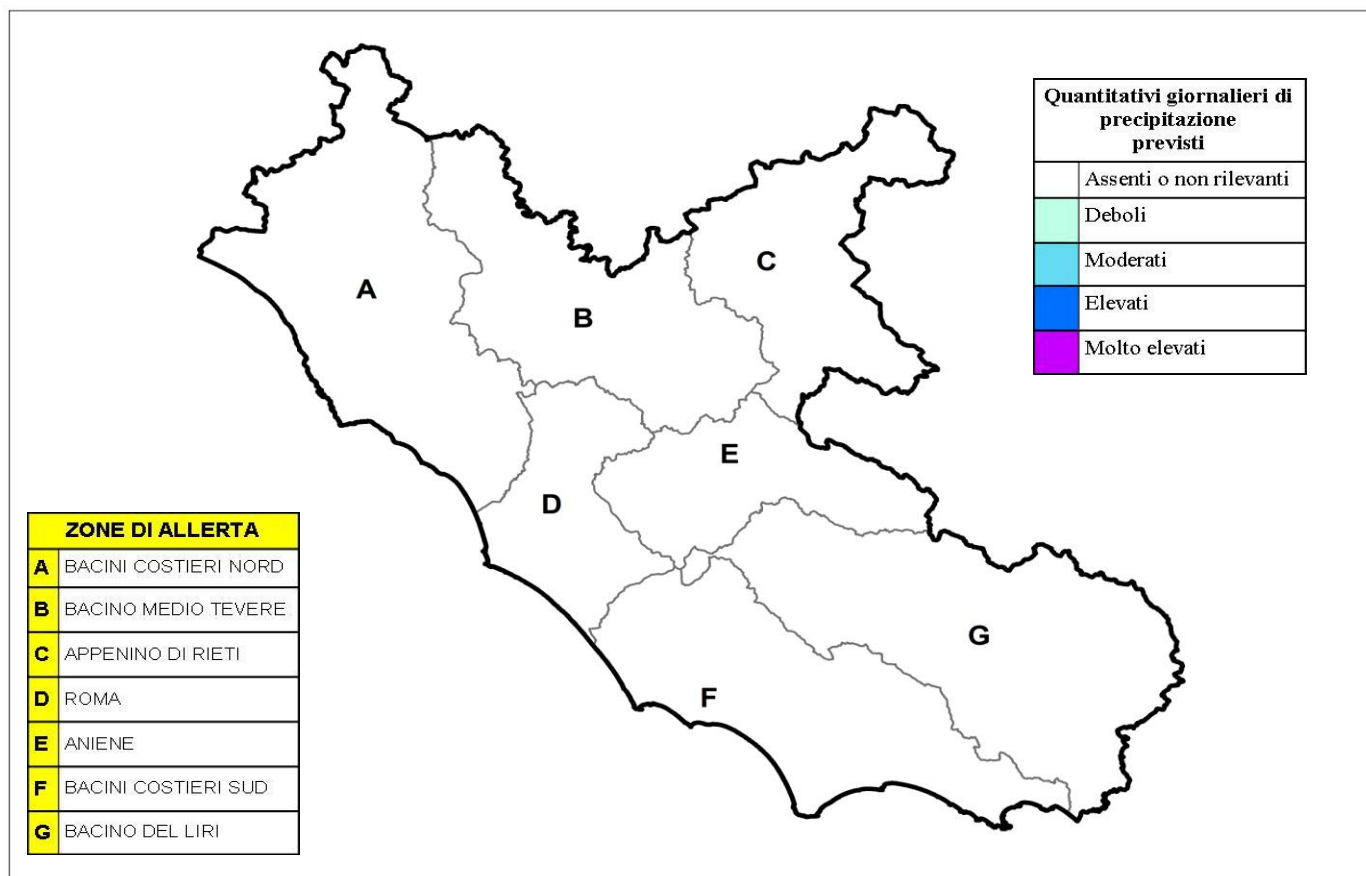 Quantitativi giornalieri di
precipitazione
previsti
Assenti o non rilevanti
Deboli
Moderati
Elevati
Molto elevati
A
B
C
D
E
F
G
ZONE DI ALLERTA
A BACINI COSTIERI NORD
B BACINO MEDIO TEVERE
C APPENINO DI RIETI
D ROMA
E ANIENE
F BACINI COSTIERI SUD
G BACINO DEL LIRI